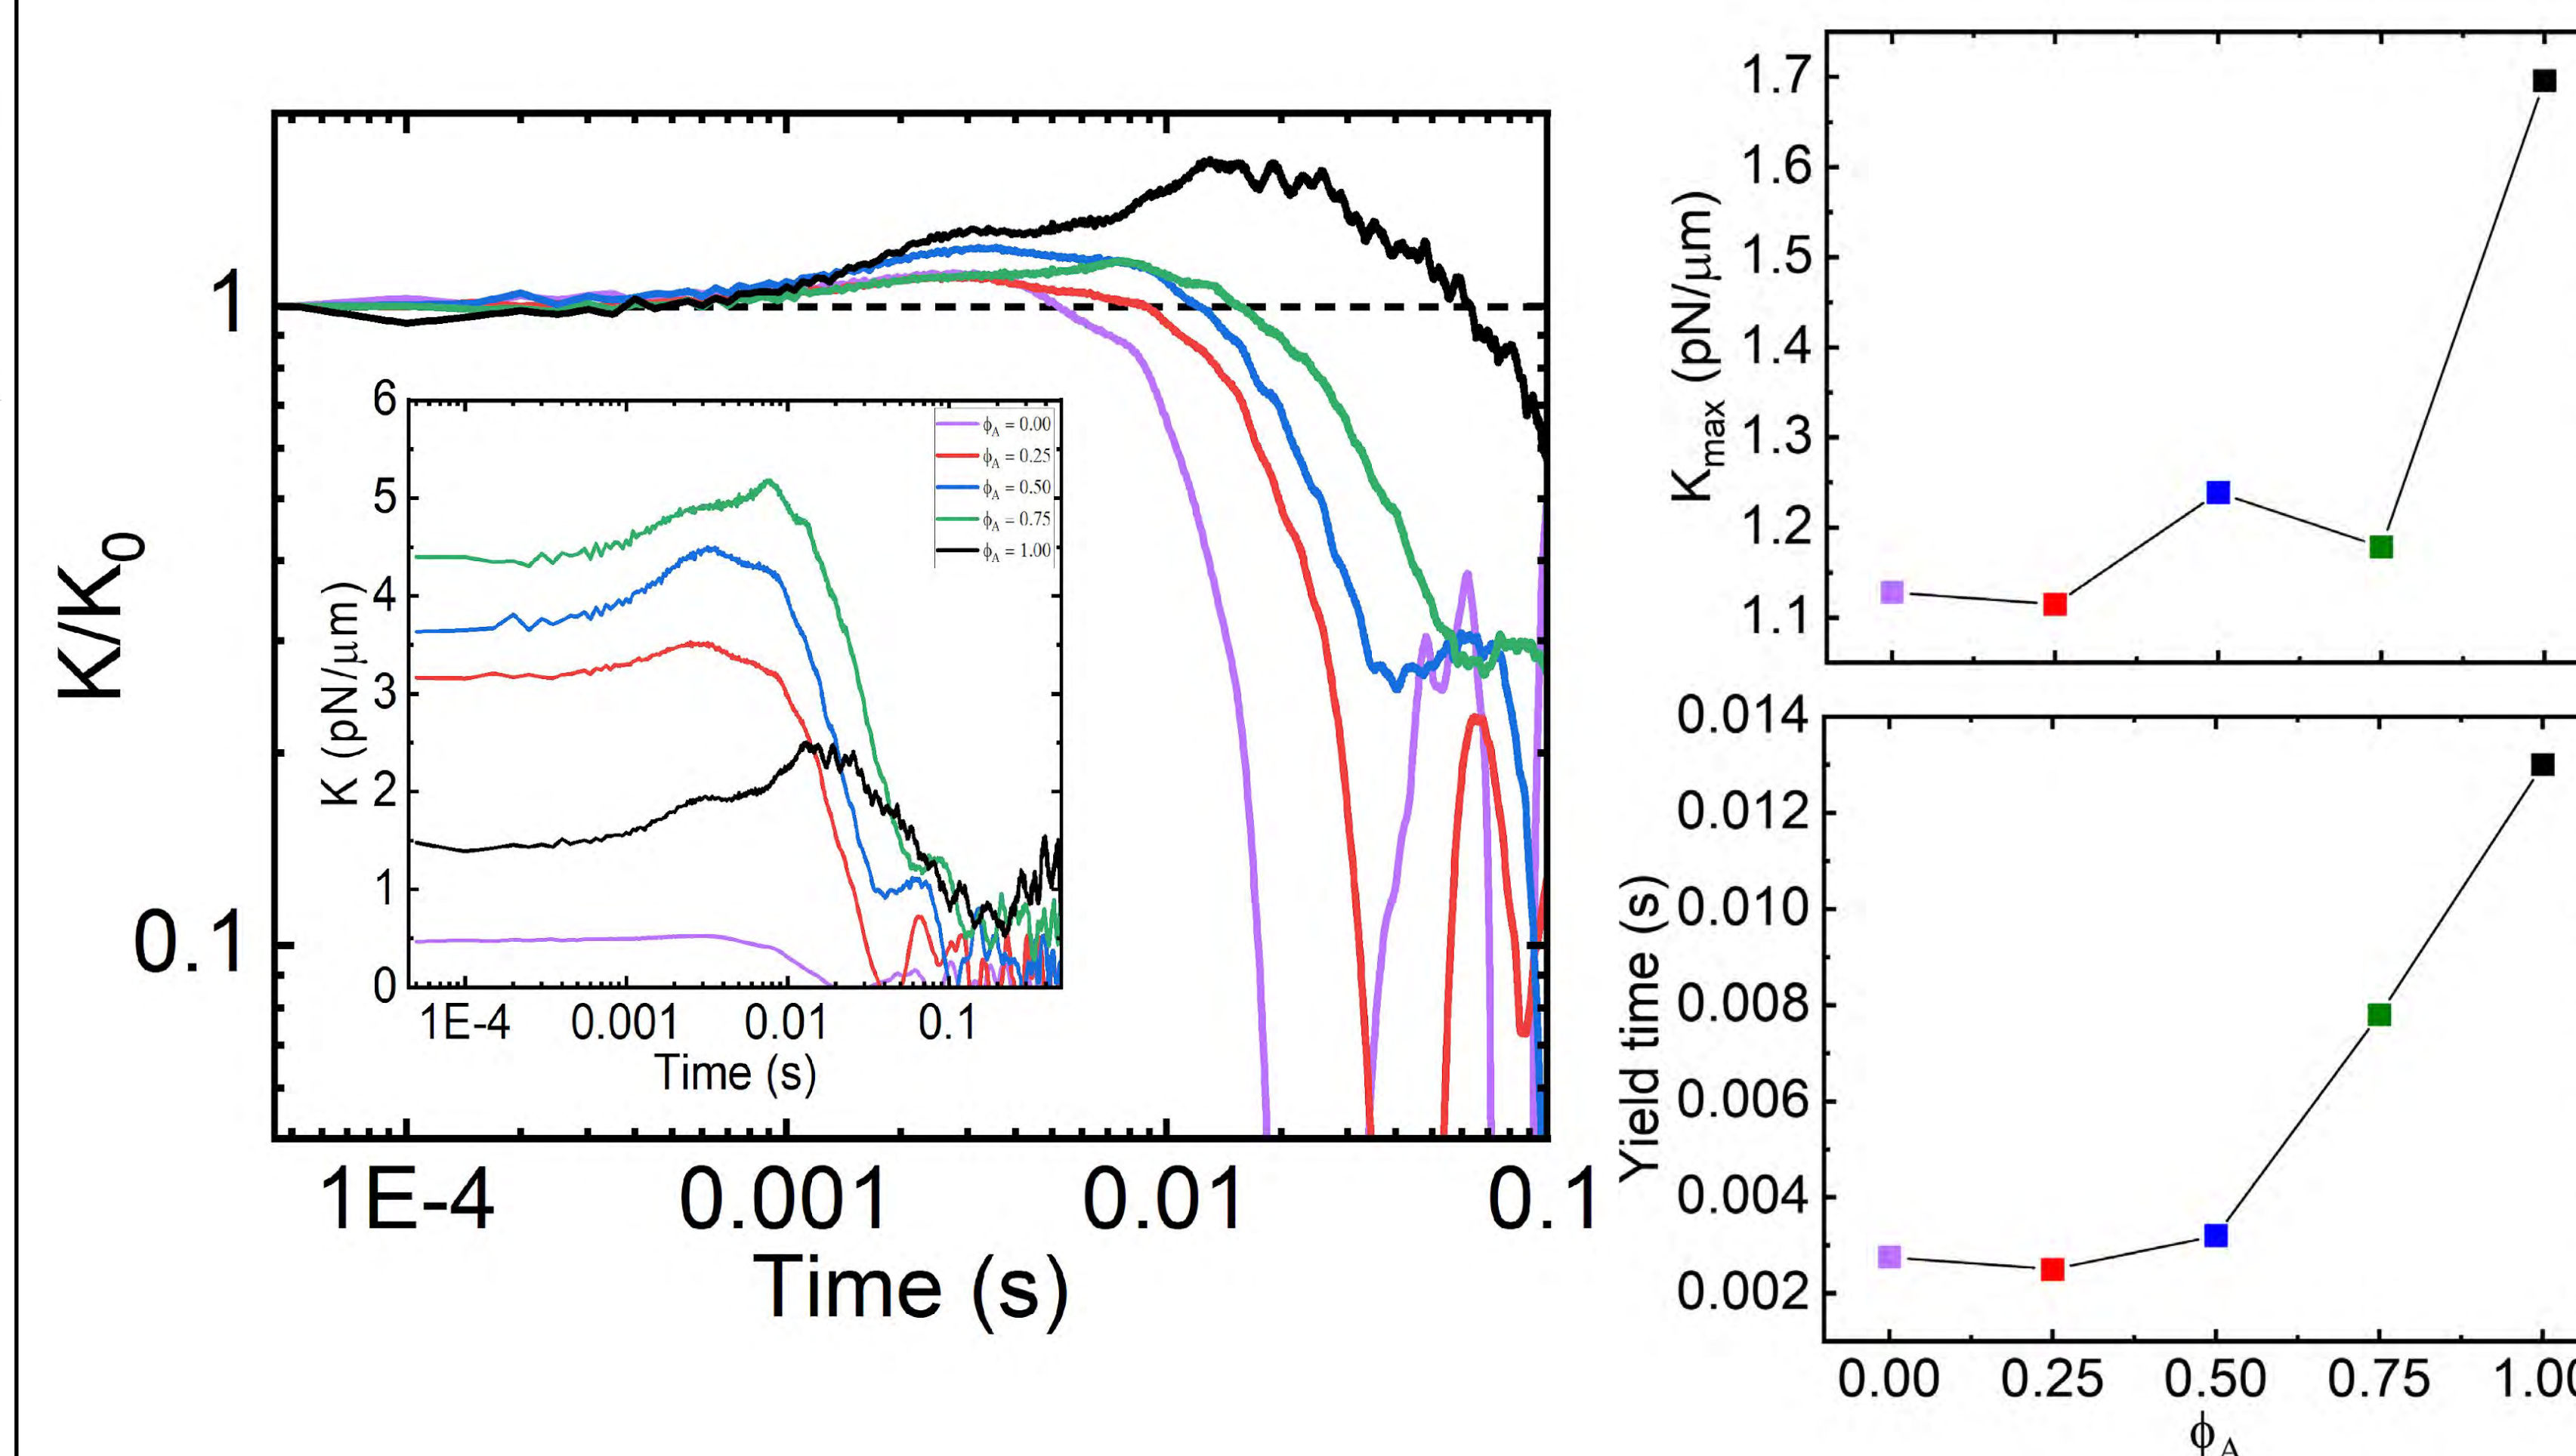 K/K0
1
0.1
1E-4 0.001 0.01 0.1
Time (s)
K (pN/μm)
6
5
4
3
2
1
0
1E-4 0.001 0.01 0.1
Time (s)
ϕA = 0.00
ϕA = 0.25
ϕA = 0.50
ϕA = 0.75
ϕA = 1.00
Kmax (pN/μm)
1.7
1.6
1.5
1.4
1.3
1.2
1.1
Yield time (s)
0.014
0.012
0.010
0.008
0.006
0.004
0.002
0.00 0.25 0.50 0.75 1.00
ϕA